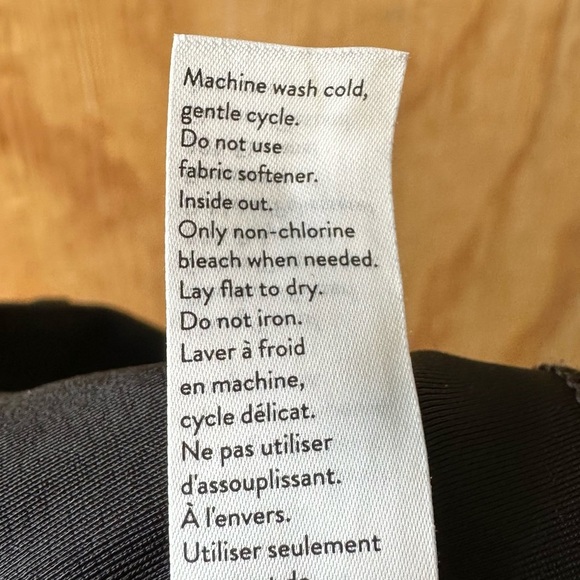 Machine wash cold,
gentle cycle.
Do not use
fabric softener.
Inside out.
Only non-chlorine
bleach when needed.
Lay flat to dry.
Do not iron.
Laver à froid
en machine,
cycle délicat.
Ne pas utiliser
d'assouplissant.
À l'envers.
Utiliser seulement